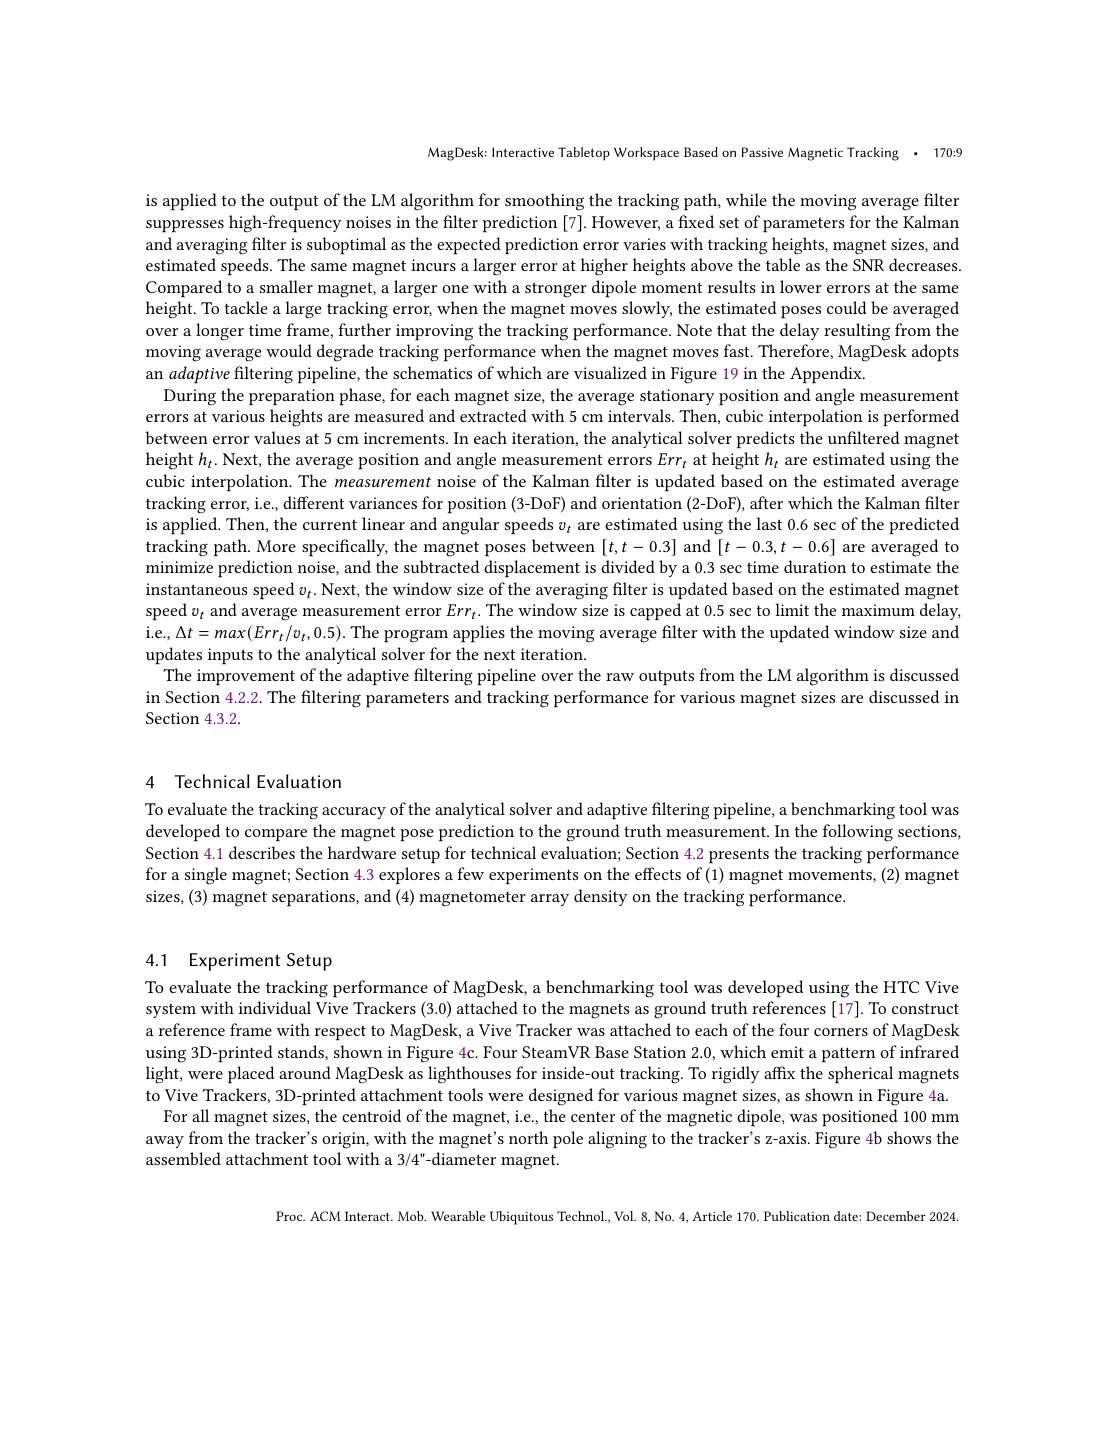 MagDesk: Interactive Tabletop Workspace Based on Passive Magnetic Tracking • 170:9
is applied to the output of the LM algorithm for smoothing the tracking path, while the moving average filter
suppresses high-frequency noises in the filter prediction [7]. However, a fixed set of parameters for the Kalman
and averaging filter is suboptimal as the expected prediction error varies with tracking heights, magnet sizes, and
estimated speeds. The same magnet incurs a larger error at higher heights above the table as the SNR decreases.
Compared to a smaller magnet, a larger one with a stronger dipole moment results in lower errors at the same
height. To tackle a large tracking error, when the magnet moves slowly, the estimated poses could be averaged
over a longer time frame, further improving the tracking performance. Note that the delay resulting from the
moving average would degrade tracking performance when the magnet moves fast. Therefore, MagDesk adopts
an adaptive filtering pipeline, the schematics of which are visualized in Figure 19 in the Appendix.
During the preparation phase, for each magnet size, the average stationary position and angle measurement
errors at various heights are measured and extracted with 5 cm intervals. Then, cubic interpolation is performed
between error values at 5 cm increments. In each iteration, the analytical solver predicts the unfiltered magnet
height hₜ. Next, the average position and angle measurement errors Errₜ at height hₜ are estimated using the
cubic interpolation. The measurement noise of the Kalman filter is updated based on the estimated average
tracking error, i.e., different variances for position (3-DoF) and orientation (2-DoF), after which the Kalman filter
is applied. Then, the current linear and angular speeds vₜ are estimated using the last 0.6 sec of the predicted
tracking path. More specifically, the magnet poses between [t, t − 0.3] and [t − 0.3, t − 0.6] are averaged to
minimize prediction noise, and the subtracted displacement is divided by a 0.3 sec time duration to estimate the
instantaneous speed vₜ. Next, the window size of the averaging filter is updated based on the estimated magnet
speed vₜ and average measurement error Errₜ. The window size is capped at 0.5 sec to limit the maximum delay,
i.e., Δt = max(Errₜ/vₜ, 0.5). The program applies the moving average filter with the updated window size and
updates inputs to the analytical solver for the next iteration.
The improvement of the adaptive filtering pipeline over the raw outputs from the LM algorithm is discussed
in Section 4.2.2. The filtering parameters and tracking performance for various magnet sizes are discussed in
Section 4.3.2.
4 Technical Evaluation
To evaluate the tracking accuracy of the analytical solver and adaptive filtering pipeline, a benchmarking tool was
developed to compare the magnet pose prediction to the ground truth measurement. In the following sections,
Section 4.1 describes the hardware setup for technical evaluation; Section 4.2 presents the tracking performance
for a single magnet; Section 4.3 explores a few experiments on the effects of (1) magnet movements, (2) magnet
sizes, (3) magnet separations, and (4) magnetometer array density on the tracking performance.
4.1 Experiment Setup
To evaluate the tracking performance of MagDesk, a benchmarking tool was developed using the HTC Vive
system with individual Vive Trackers (3.0) attached to the magnets as ground truth references [17]. To construct
a reference frame with respect to MagDesk, a Vive Tracker was attached to each of the four corners of MagDesk
using 3D-printed stands, shown in Figure 4c. Four SteamVR Base Station 2.0, which emit a pattern of infrared
light, were placed around MagDesk as lighthouses for inside-out tracking. To rigidly affix the spherical magnets
to Vive Trackers, 3D-printed attachment tools were designed for various magnet sizes, as shown in Figure 4a.
For all magnet sizes, the centroid of the magnet, i.e., the center of the magnetic dipole, was positioned 100 mm
away from the tracker's origin, with the magnet's north pole aligning to the tracker's z-axis. Figure 4b shows the
assembled attachment tool with a 3/4"-diameter magnet.
Proc. ACM Interact. Mob. Wearable Ubiquitous Technol., Vol. 8, No. 4, Article 170. Publication date: December 2024.